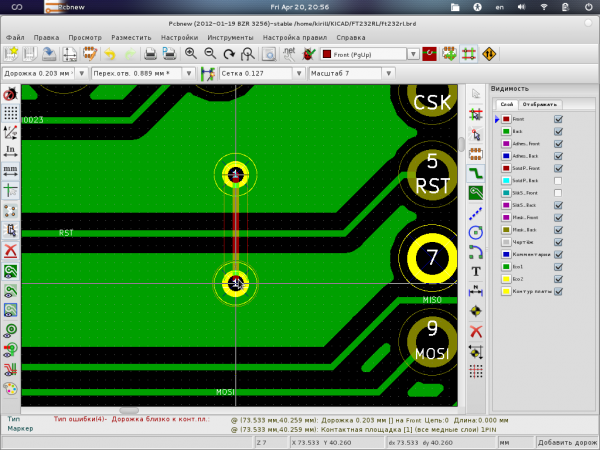 Pcbnew
Fri Apr 20, 20:56
en
Pcbnew (2012-01-19 BZR 3256)-stable /home/kirill/KICAD/FT232RL/ft232rl.brd
Файл Правка Просмотр Разместить Настройки Инструменты Настройка правил Справка
.net
Front (PgUp)
Дорожка 0.203 мм *
Перех.отв. 0.889 мм *
Сетка 0.127
Масштаб 7
In
mm
CSK
5
RST
7
MISO
9
MOSI
RST
MOSI
1
1
T
N
Видимость
Слой
Отображать
Front
Back
Adhes_Front
Adhes_Back
SoldP_Front
SoldP_Back
SilkS_Front
SilkS_Back
Mask_Front
Mask_Back
Чертёж
Комментарии
Eco1
Eco2
Контур платы
Тип
Тип ошибки(4)- Дорожка близко к конт.пл.:
@ (73.533 мм,40.259 мм): Дорожка 0.203 мм [] на Front Цепь:0 Длина:0.000 мм
Маркер
@ (73.533 мм,40.259 мм): Контактная площадка [1] (все медные слои) 1PIN
Z 7
X 73.533 Y 40.260
dx 73.533 dy 40.260
мм
Добавить дорож